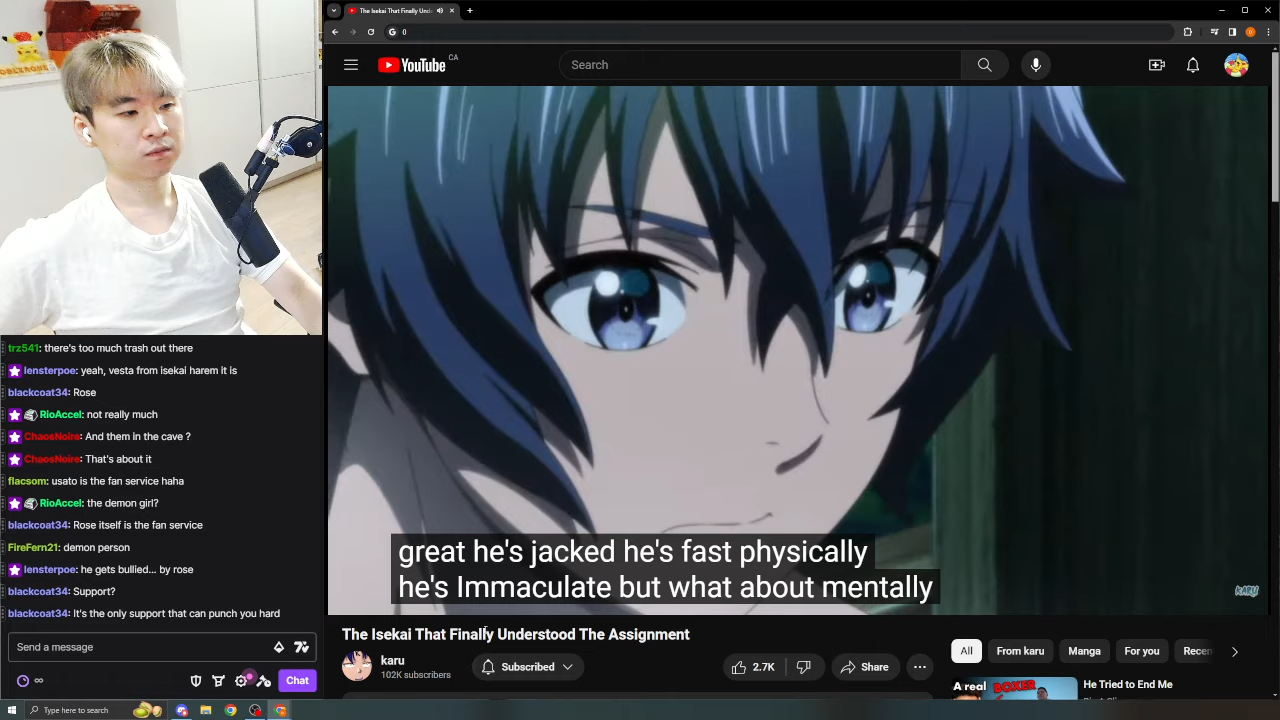 The Isekai That Finally Und
0
YouTube
CA
Search
great he's jacked he's fast physically
he's Immaculate but what about mentally
KARU
The Isekai That Finally Understood The Assignment
karu
102K subscribers
Subscribed
2.7K
Share
All
From karu
Manga
For you
Recen
A real
BOXER
He Tried to End Me
trz541: there's too much trash out there
lensterpoe: yeah, vesta from isekai harem it is
blackcoat34: Rose
RioAccel: not really much
ChaosNoire: And them in the cave ?
ChaosNoire: That's about it
flacsom: usato is the fan service haha
RioAccel: the demon girl?
blackcoat34: Rose itself is the fan service
FireFern21: demon person
lensterpoe: he gets bullied... by rose
blackcoat34: Support?
blackcoat34: It's the only support that can punch you hard
Send a message
∞
Chat
Type here to search